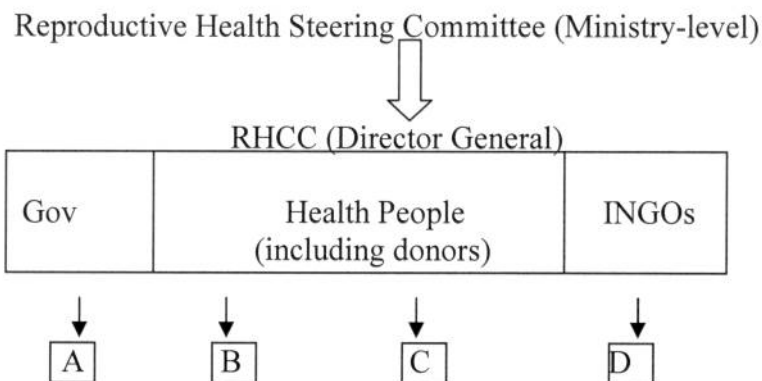 Reproductive Health Steering Committee (Ministry-level)
RHCC (Director General)
Gov
Health People
(including donors)
INGOs
A
B
C
D